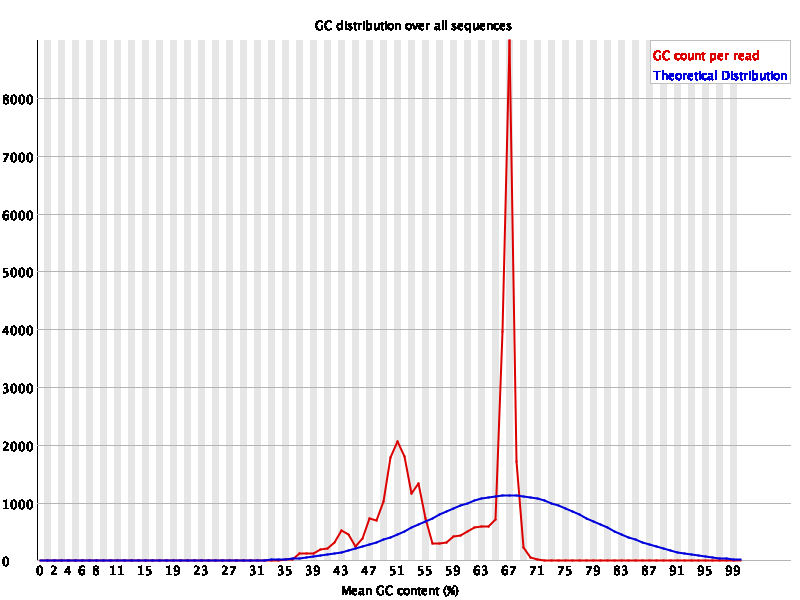 GC distribution over all sequences
GC count per read
Theoretical Distribution
8000
7000
6000
5000
4000
3000
2000
1000
0
0 2 4 6 8 11 15 19 23 27 31 35 39 43 47 51 55 59 63 67 71 75 79 83 87 91 95 99
Mean GC content (%)